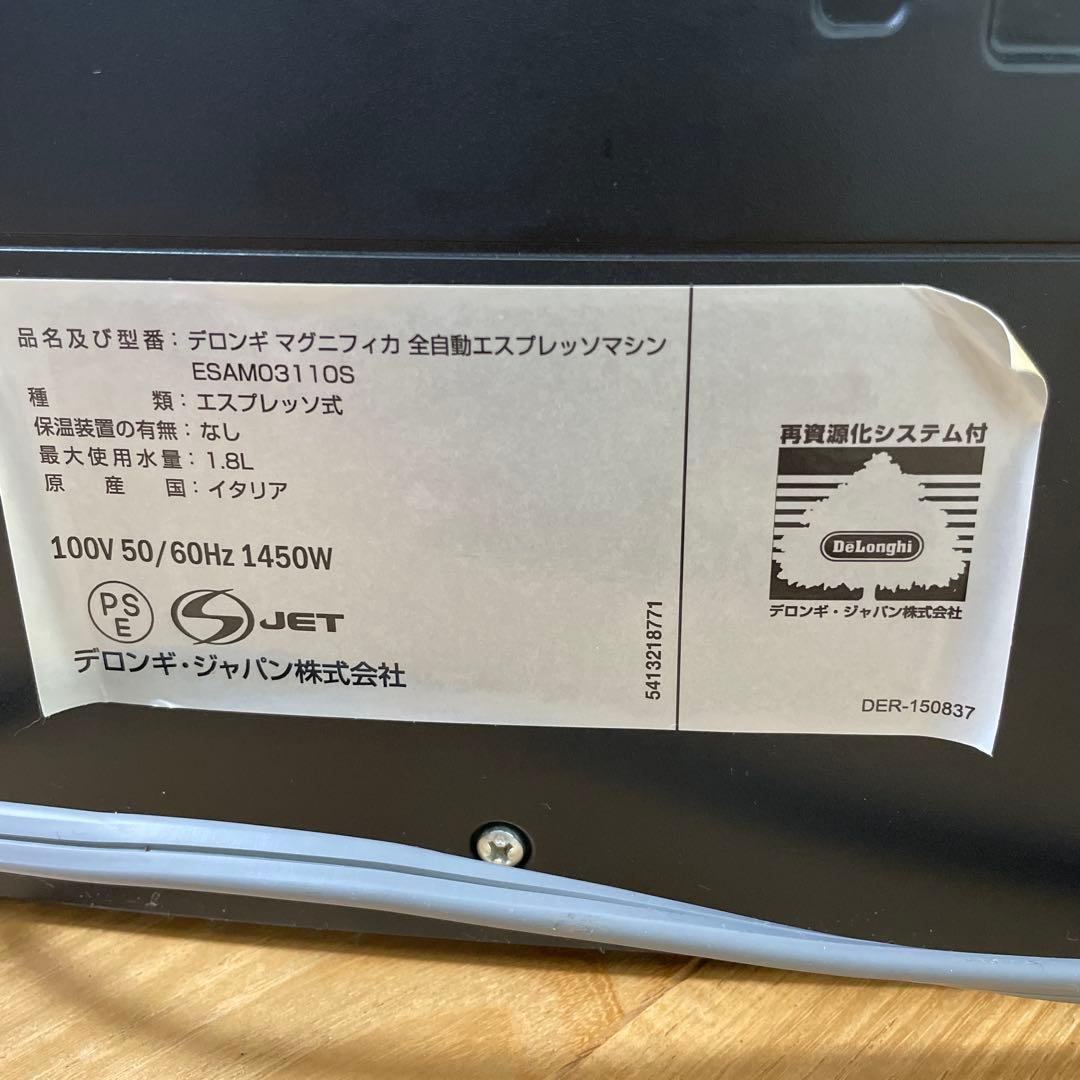 品名及び型番：デロンギ マグニフィカ 全自動エスプレッソマシン
ESAM03110S
種類：エスプレッソ式
保温装置の有無：なし
最大使用水量：1.8L
原産国：イタリア
100V 50/60Hz 1450W
PSE
S JET
デロンギ・ジャパン株式会社
5413218771
再資源化システム付
DeLonghi
デロンギ・ジャパン株式会社
DER-150837